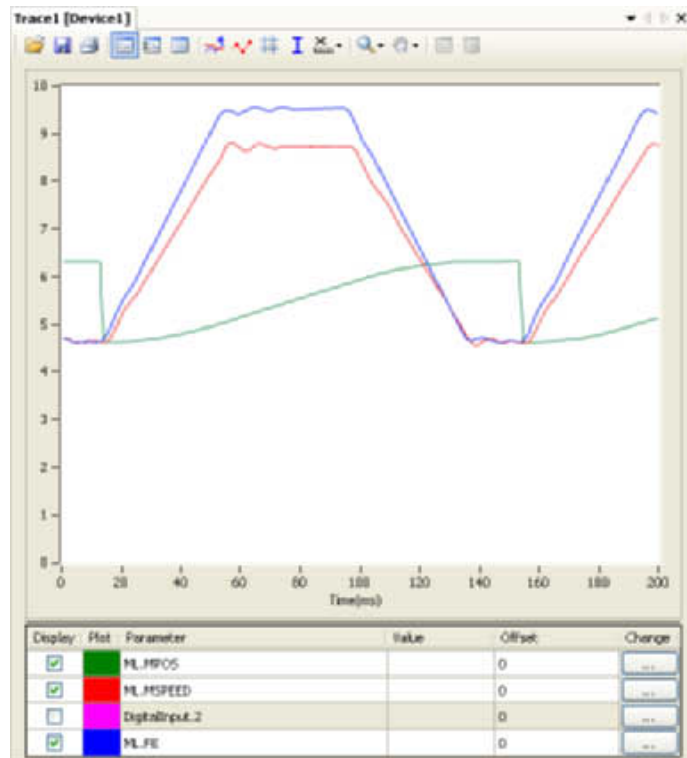 Trace1 [Device1]
10
9
8
7
6
5
4
3
2
1
0
0 20 40 60 80 100 120 140 160 180 200
Time(ms)
Display Plot Parameter Value Offset Change
ML.MPOS 0 ...
ML.MSPEED 0 ...
DigitalInput.2 0 ...
ML.FE 0 ...